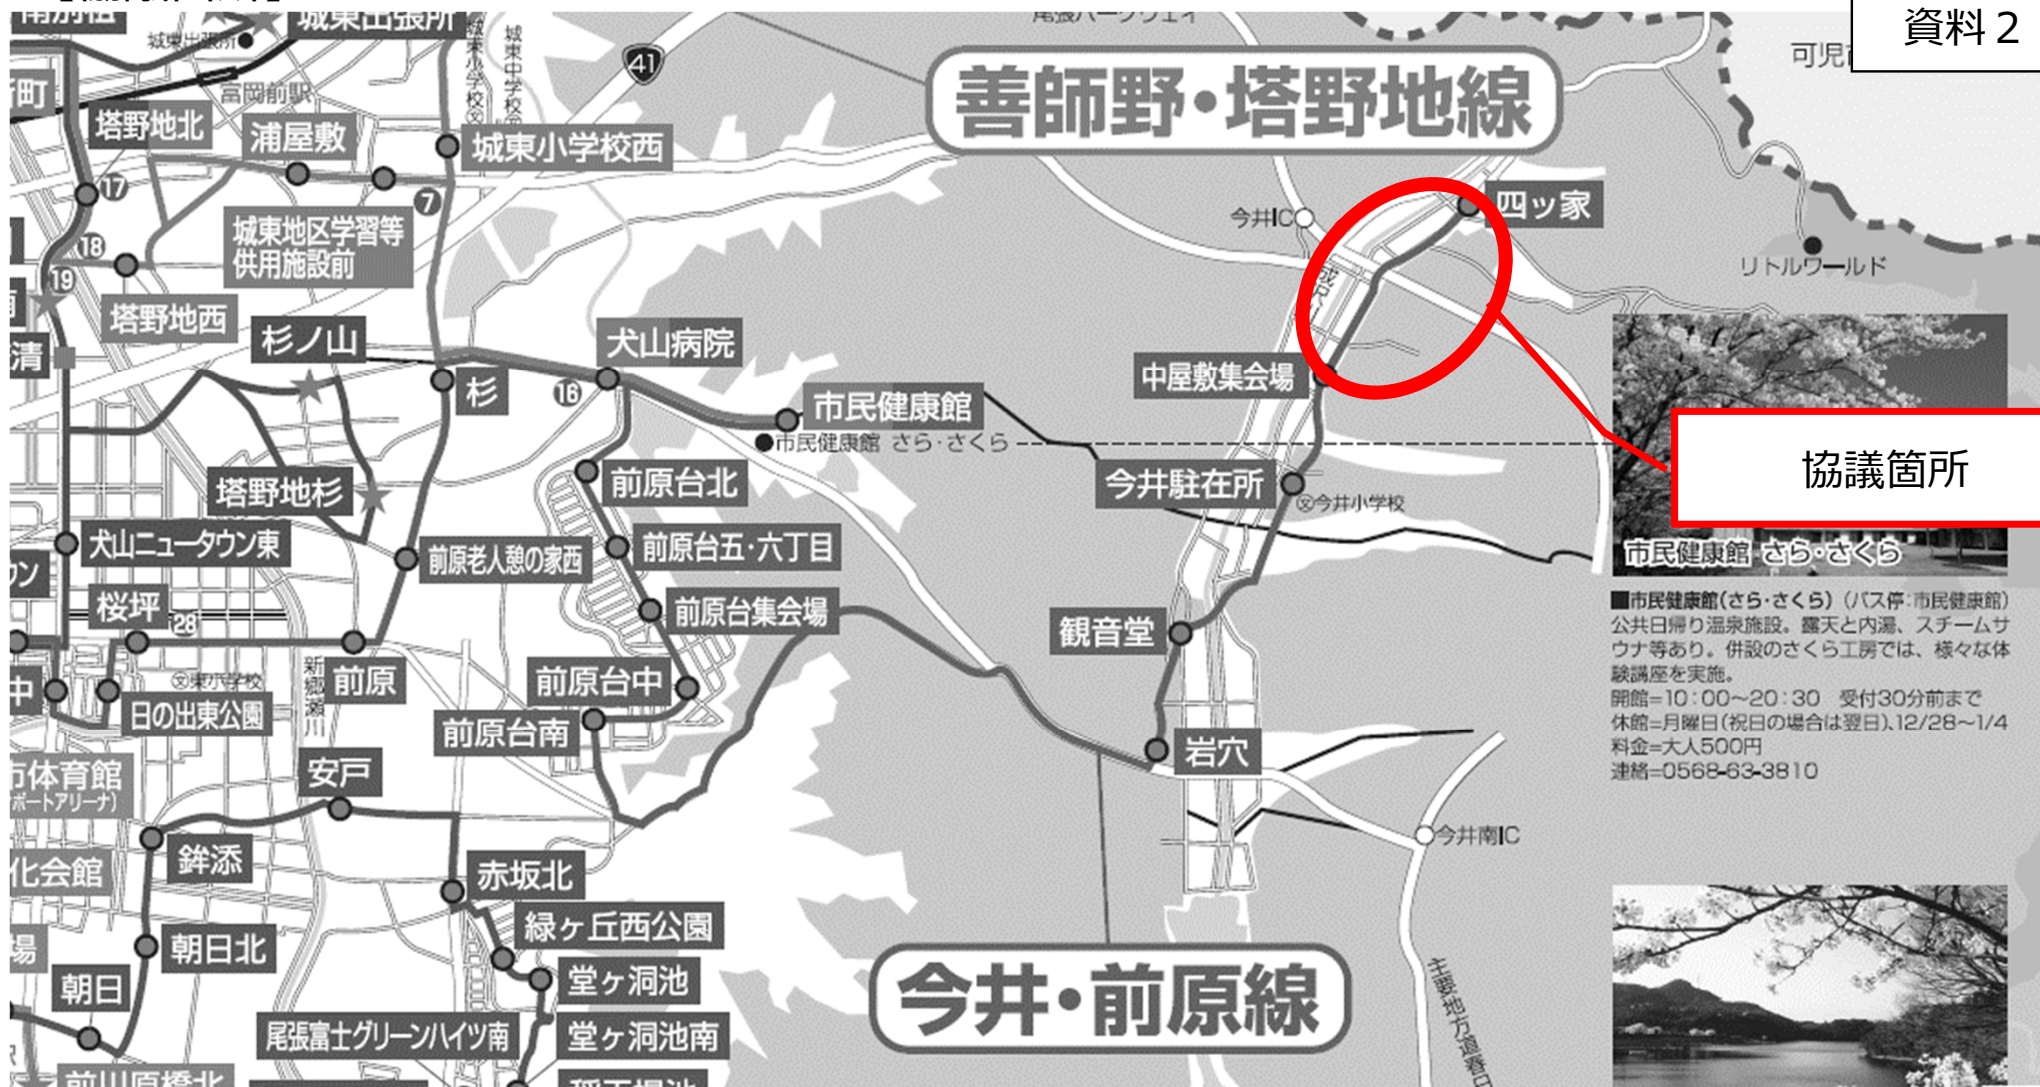 資料２
城東出張所
城東出張所
城東小学校
城東中学校
41
善師野・塔野地線
富岡前駅
塔野地北
浦屋敷
城東小学校西
17
7
今井IC
四ッ家
18
城東地区学習等
供用施設前
19
リトルワールド
塔野地西
杉ノ山
犬山病院
中屋敷集会場
杉
16
市民健康館
市民健康館 さら・さくら
協議箇所
前原台北
今井駐在所
塔野地杉
今井小学校
犬山ニュータウン東
前原老人憩の家西
前原台五・六丁目
市民健康館 さら・さくら
桜坪
28
前原台集会場
観音堂
■市民健康館（さら・さくら）（バス停：市民健康館）
公共日帰り温泉施設。露天と内湯、スチームサ
ウナ等あり。併設のさくら工房では、様々な体
験講座を実施。
開館=10：00〜20：30　受付30分前まで
休館=月曜日（祝日の場合は翌日）、12/28〜1/4
料金=大人500円
連絡=0568-63-3810
東小学校
新郷瀬川
前原
前原台中
日の出東公園
前原台南
岩穴
安戸
市体育館
今井南IC
鉾添
化会館
赤坂北
緑ヶ丘西公園
朝日北
堂ヶ洞池
朝日
今井・前原線
尾張富士グリーンハイツ南
堂ヶ洞池南
主要地方道春日